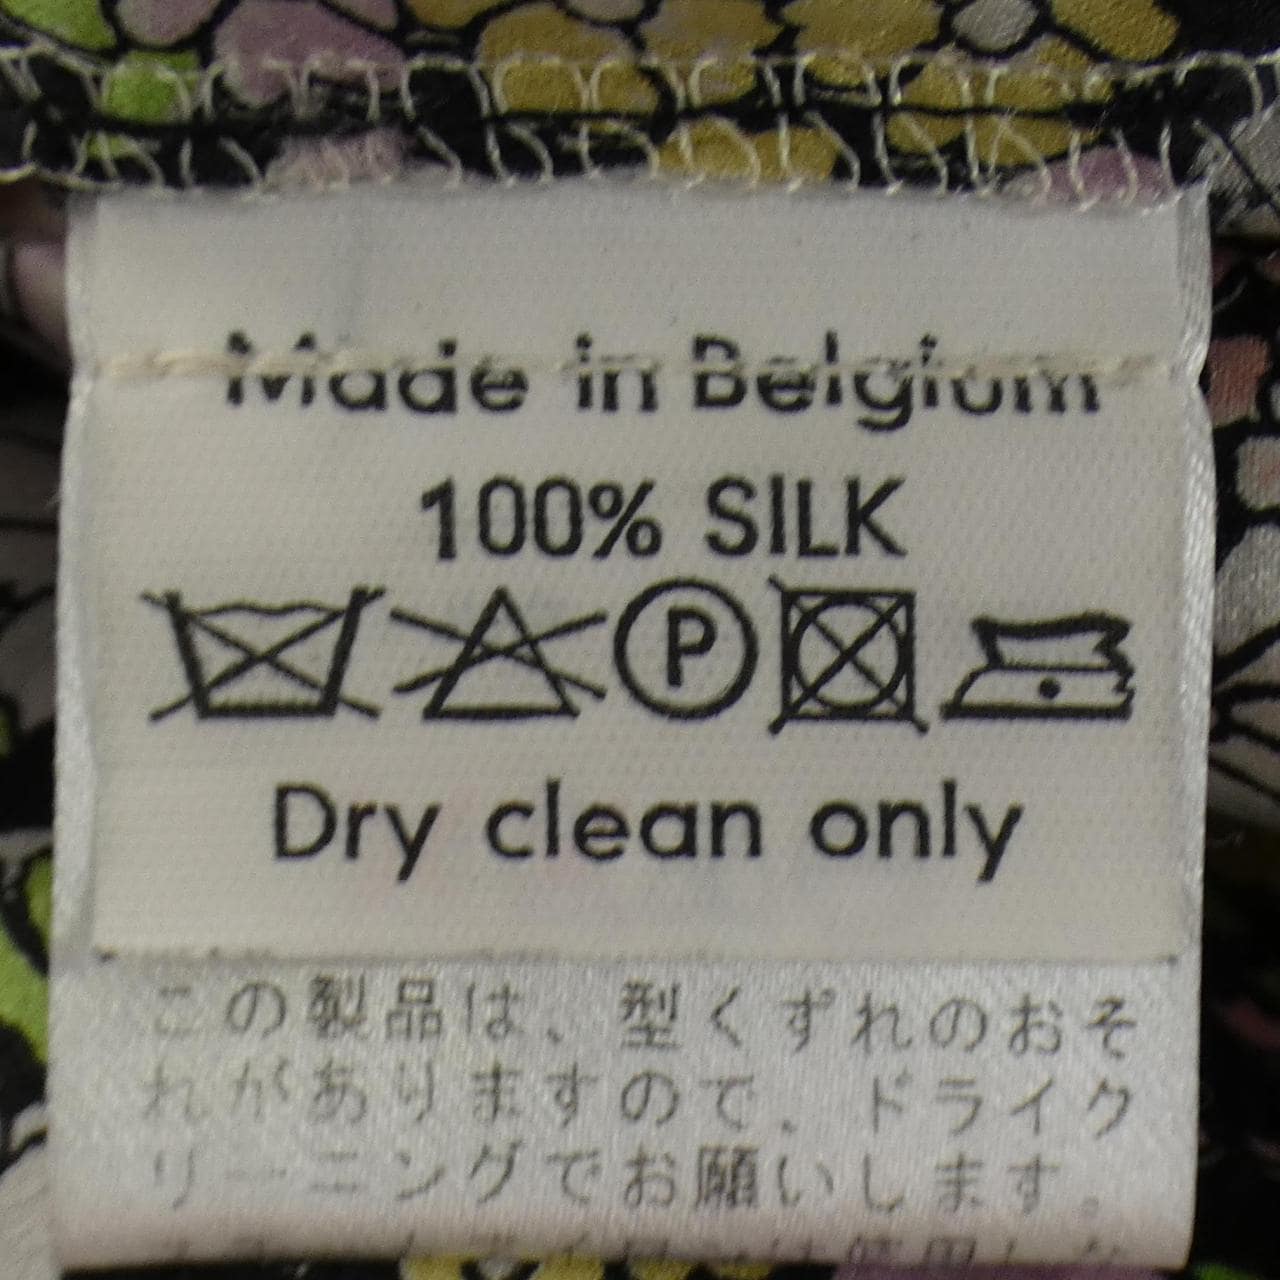 Made in Belgium
100% SILK
P
Dry clean only
この製品は、型くずれのおそ
れがありますので、ドライク
リーニングでお願いします。